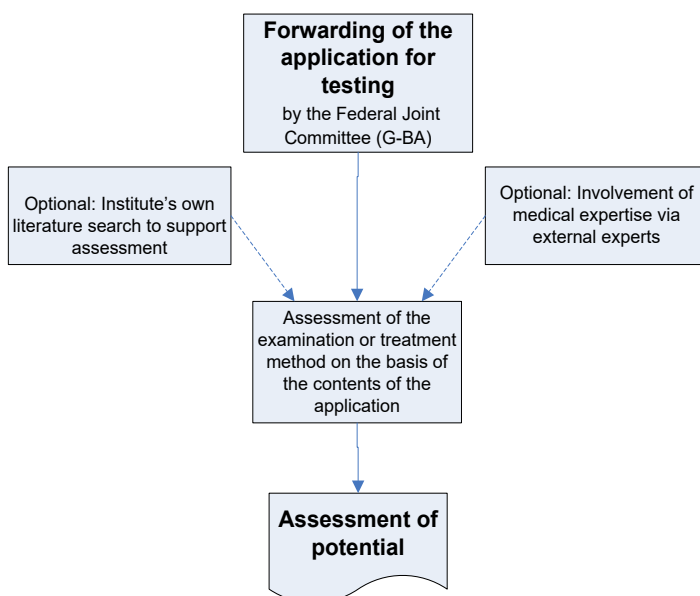 Forwarding of the
application for
testing
by the Federal Joint
Committee (G-BA)
Optional: Institute's own
literature search to support
assessment
Optional: Involvement of
medical expertise via
external experts
Assessment of the
examination or treatment
method on the basis of
the contents of the
application
Assessment of
potential